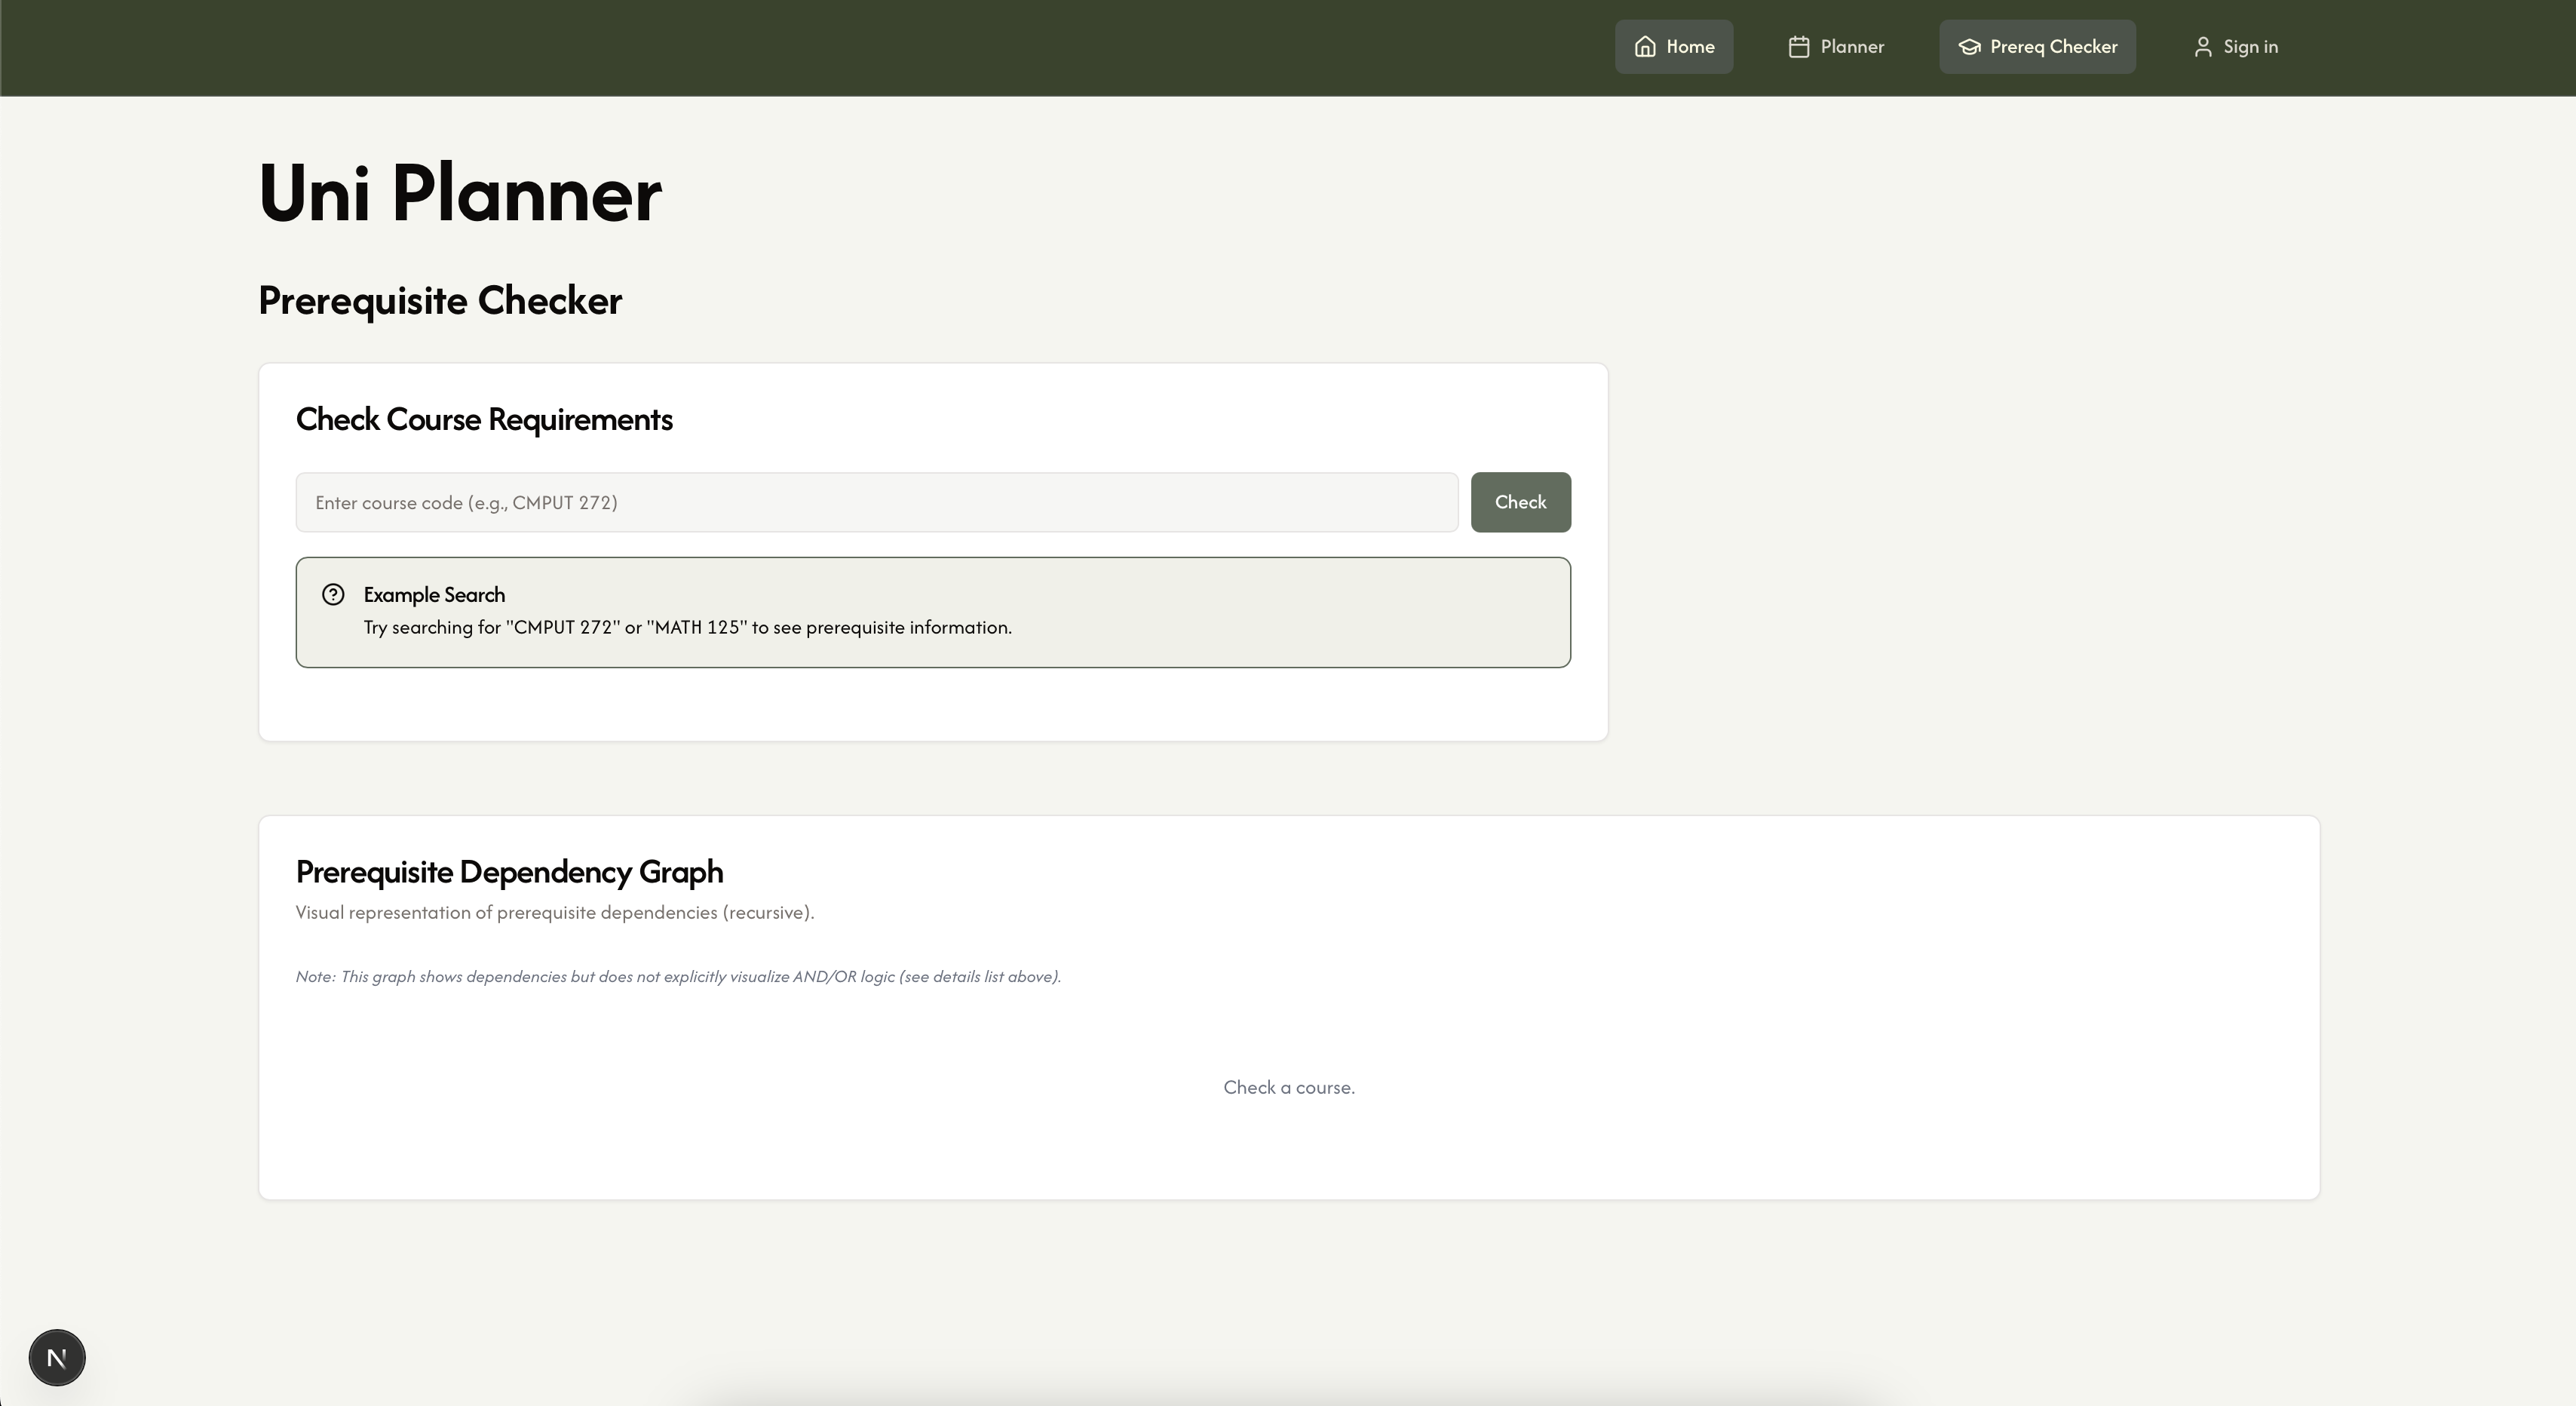 Home
Planner
Prereq Checker
Sign in
Uni Planner
Prerequisite Checker
Check Course Requirements
Enter course code (e.g., CMPUT 272)
Check
Example Search
Try searching for "CMPUT 272" or "MATH 125" to see prerequisite information.
Prerequisite Dependency Graph
Visual representation of prerequisite dependencies (recursive).
Note: This graph shows dependencies but does not explicitly visualize AND/OR logic (see details list above).
Check a course.
N